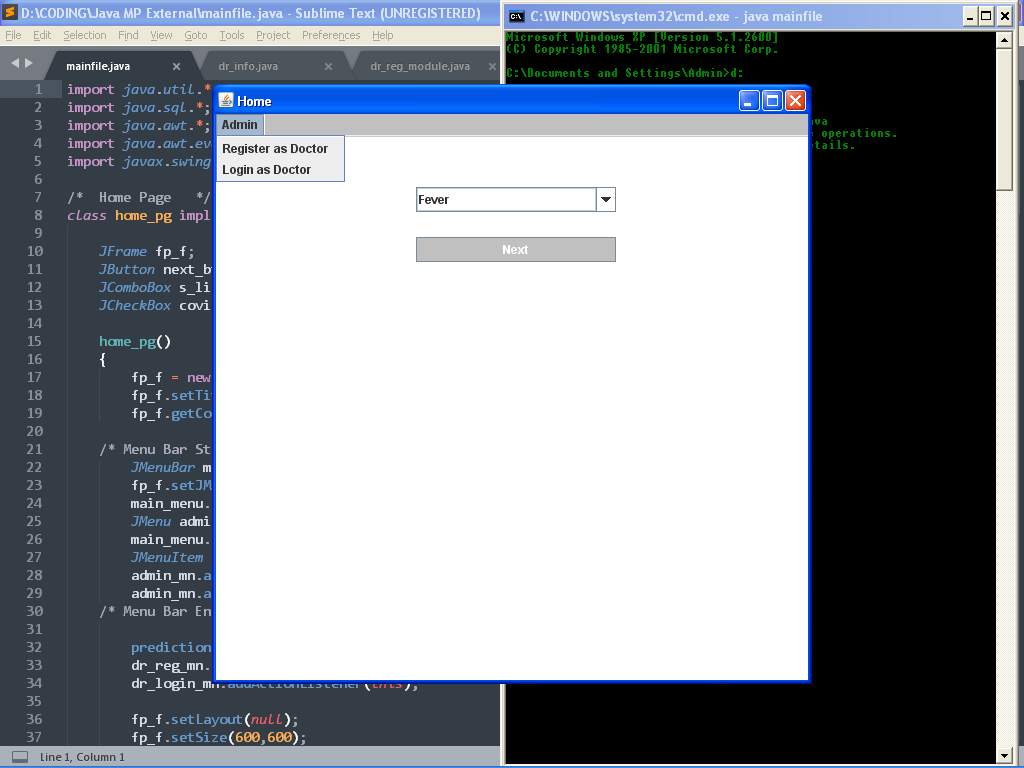 D:\CODING\Java MP External\mainfile.java - Sublime Text (UNREGISTERED)
File Edit Selection Find View Goto Tools Project Preferences Help
mainfile.java dr_info.java dr_reg_module.java
1 import java.util.*
2 import java.sql.*;
3 import java.awt.*;
4 import java.awt.ev
5 import javax.swing
6
7 /* Home Page */
8 class home_pg impl
9
10 JFrame fp_f;
11 JButton next_b
12 JComboBox s_li
13 JCheckBox covi
14
15 home_pg()
16 {
17 fp_f = new
18 fp_f.setTi
19 fp_f.getCo
20
21 /* Menu Bar St
22 JMenuBar m
23 fp_f.setJM
24 main_menu.
25 JMenu admi
26 main_menu.
27 JMenuItem
28 admin_mn.a
29 admin_mn.a
30 /* Menu Bar En
31
32 prediction
33 dr_reg_mn.
34 dr_login_mn.addActionListener(this);
35
36 fp_f.setLayout(null);
37 fp_f.setSize(600,600);
Line 1, Column 1
C:\WINDOWS\system32\cmd.exe - java mainfile
Microsoft Windows XP [Version 5.1.2600]
(C) Copyright 1985-2001 Microsoft Corp.
C:\Documents and Settings\Admin>d:
ava
e operations.
etails.
Home
Admin
Register as Doctor
Login as Doctor
Fever
Next